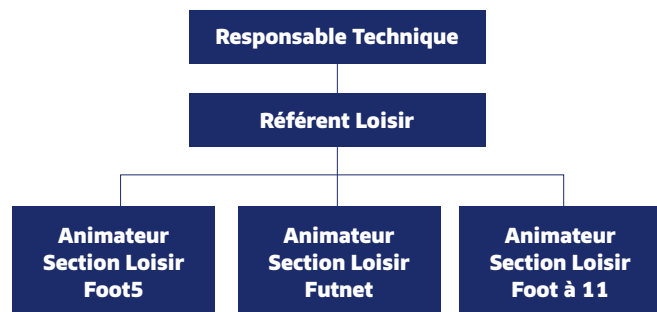 Responsable Technique
Référent Loisir
Animateur
Section Loisir
Foot5
Animateur
Section Loisir
Futnet
Animateur
Section Loisir
Foot à 11